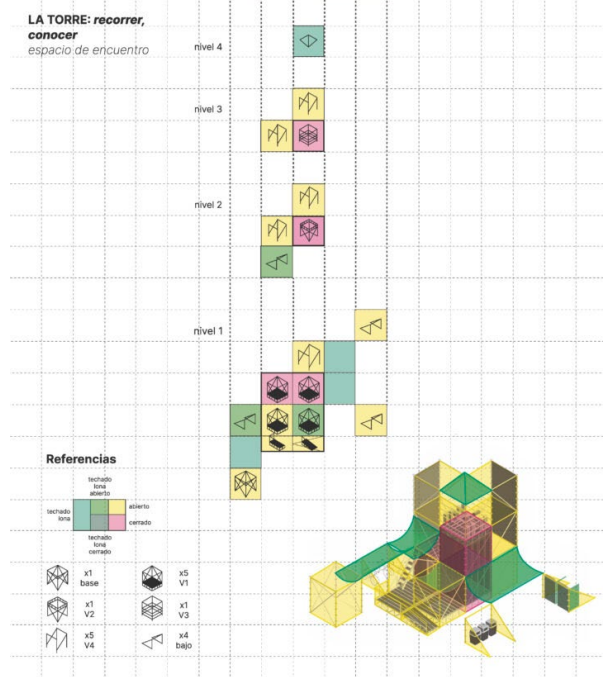 LA TORRE: recorrer,
conocer
espacio de encuentro
nivel 4
nivel 3
nivel 2
nivel 1
Referencias
techado
lona
abierto
techado
lona
abierto
cerrado
techado
lona
cerrado
x1
base
x5
V1
x1
V2
x1
V3
x5
V4
x4
bajo